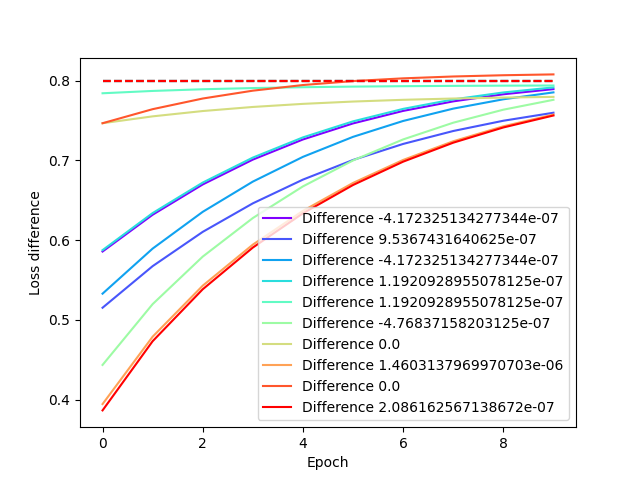 0.8
0.7
0.6
0.5
0.4
Loss difference
0
2
4
6
8
Epoch
Difference -4.172325134277344e-07
Difference 9.5367431640625e-07
Difference -4.172325134277344e-07
Difference 1.1920928955078125e-07
Difference 1.1920928955078125e-07
Difference -4.76837158203125e-07
Difference 0.0
Difference 1.4603137969970703e-06
Difference 0.0
Difference 2.086162567138672e-07